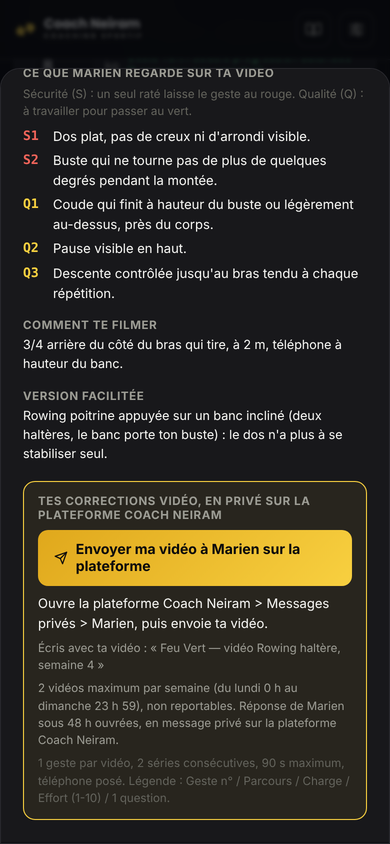 Coach Neiram
CE QUE MARIEN REGARDE SUR TA VIDEO
Sécurité (S) : un seul raté laisse le geste au rouge. Qualité (Q) :
à travailler pour passer au vert.
S1 Dos plat, pas de creux ni d'arrondi visible.
S2 Buste qui ne tourne pas de plus de quelques
degrés pendant la montée.
Q1 Coude qui finit à hauteur du buste ou légèrement
au-dessus, près du corps.
Q2 Pause visible en haut.
Q3 Descente contrôlée jusqu'au bras tendu à chaque
répétition.
COMMENT TE FILMER
3/4 arrière du côté du bras qui tire, à 2 m, téléphone à
hauteur du banc.
VERSION FACILITÉE
Rowing poitrine appuyée sur un banc incliné (deux
haltères, le banc porte ton buste) : le dos n'a plus à se
stabiliser seul.
TES CORRECTIONS VIDÉO, EN PRIVÉ SUR LA
PLATEFORME COACH NEIRAM
Envoyer ma vidéo à Marien sur la
plateforme
Ouvre la plateforme Coach Neiram > Messages
privés > Marien, puis envoie ta vidéo.
Écris avec ta vidéo : « Feu Vert — vidéo Rowing haltère,
semaine 4 »
2 vidéos maximum par semaine (du lundi 0 h au
dimanche 23 h 59), non reportables. Réponse de Marien
sous 48 h ouvrées, en message privé sur la plateforme
Coach Neiram.
1 geste par vidéo, 2 séries consécutives, 90 s maximum,
téléphone posé. Légende : Geste n° / Parcours / Charge /
Effort (1-10) / 1 question.